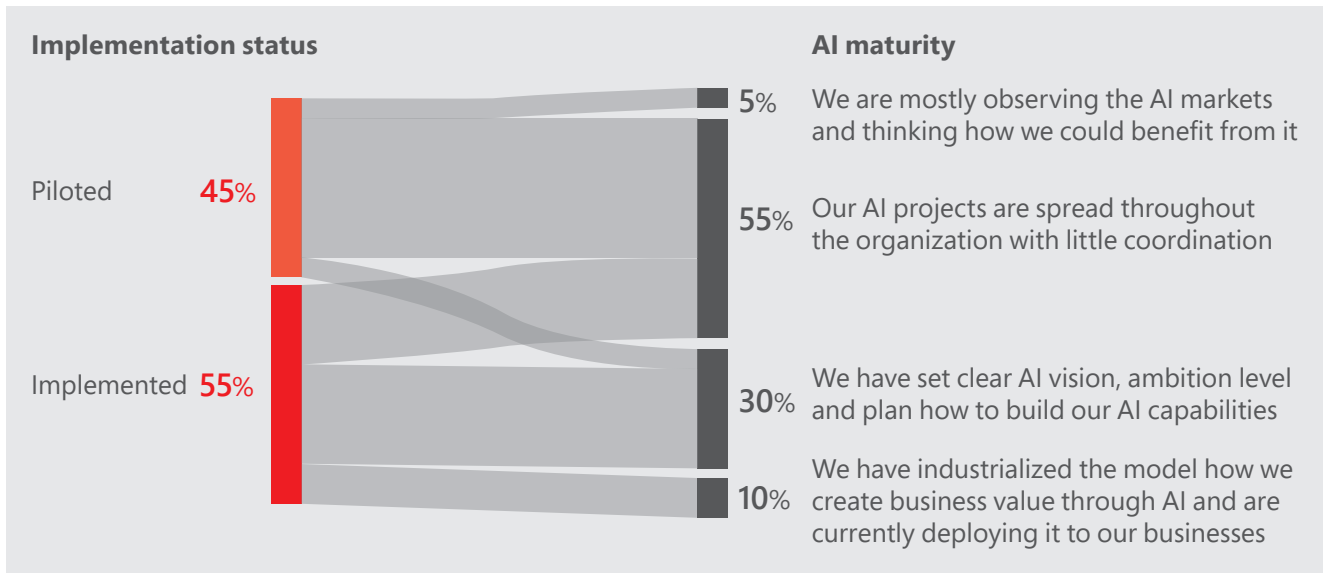 Implementation status
AI maturity
5%
We are mostly observing the AI markets
and thinking how we could benefit from it
Piloted
45%
55%
Our AI projects are spread throughout
the organization with little coordination
Implemented
55%
30%
We have set clear AI vision, ambition level
and plan how to build our AI capabilities
10%
We have industrialized the model how we
create business value through AI and are
currently deploying it to our businesses